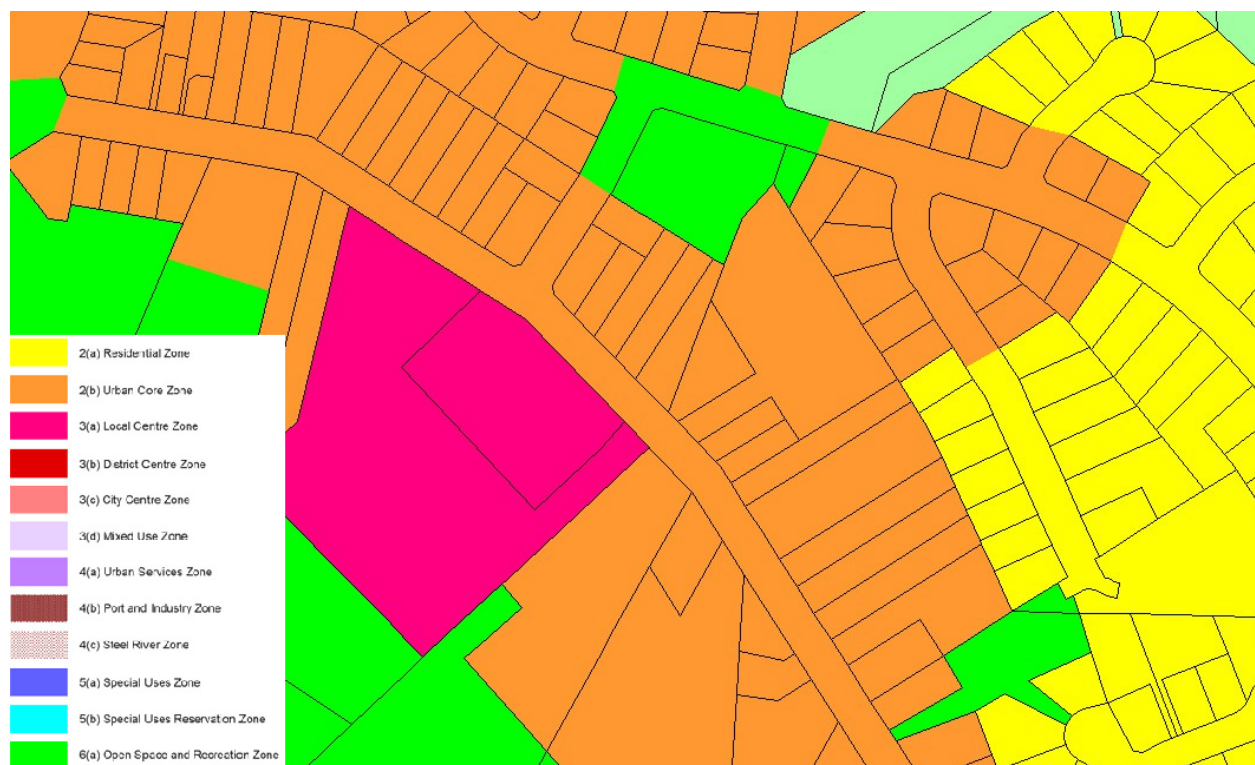 2(a) Residential Zone
2(b) Urban Core Zone
3(a) Local Centre Zone
3(b) District Centre Zone
3(c) City Centre Zone
3(d) Mixed Use Zone
4(a) Urban Services Zone
4(b) Port and Industry Zone
4(c) Steel River Zone
5(a) Special Uses Zone
5(b) Special Uses Reservation Zone
6(a) Open Space and Recreation Zone